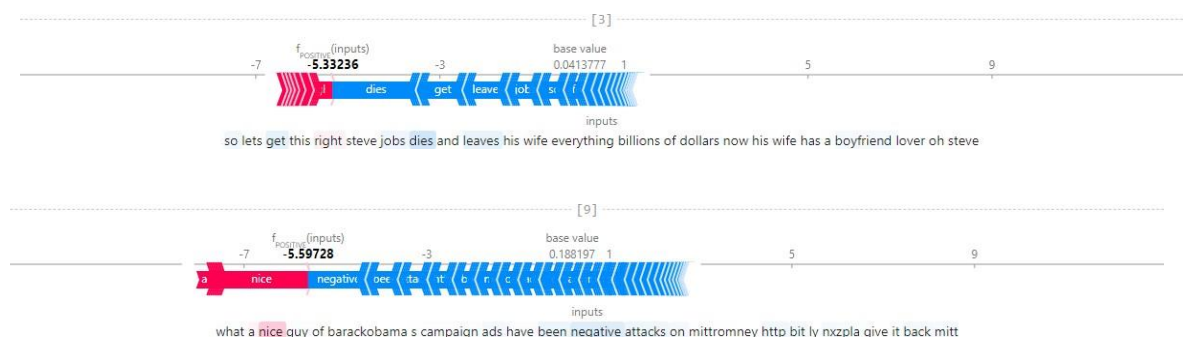 [3]
f POSITIVE (inputs) base value
-7 -5.33236 -3 0.0413777 1 5 9
dies get leave
inputs
so lets get this right steve jobs dies and leaves his wife everything billions of dollars now his wife has a boyfriend lover oh steve
[9]
f POSITIVE (inputs) base value
-7 -5.59728 -3 0.188197 1 5 9
a nice negative
inputs
what a nice guy of barackobama s campaign ads have been negative attacks on mittromney http bit ly nxzpla give it back mitt